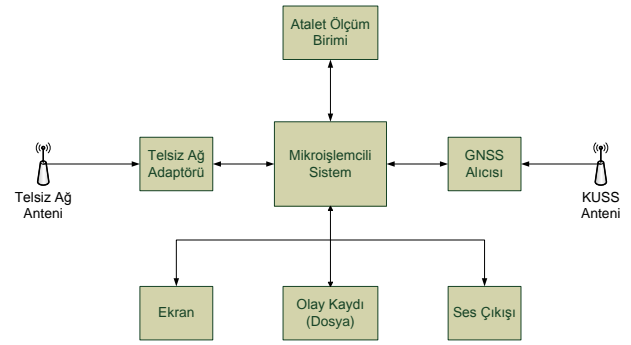 Atalet Ölçüm
Birimi
Telsiz Ağ
Adaptörü
Mikroişlemcili
Sistem
GNSS
Alıcısı
Telsiz Ağ
Anteni
KUSS
Anteni
Ekran
Olay Kaydı
(Dosya)
Ses Çıkışı